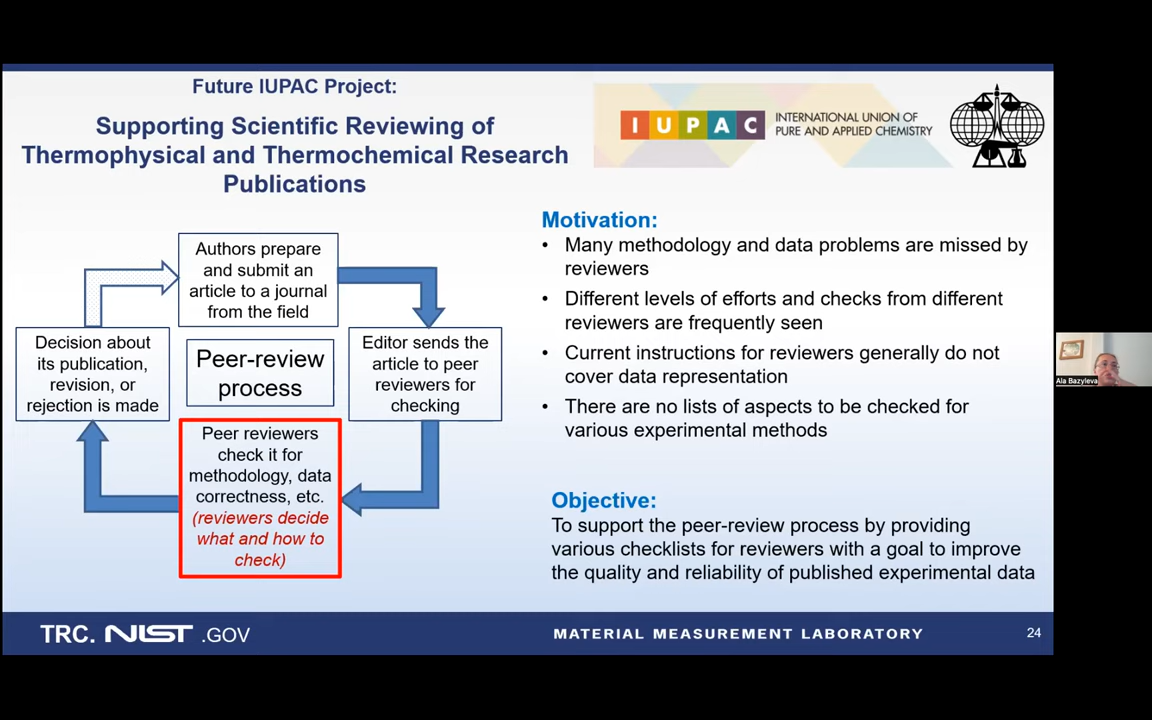 Future IUPAC Project:
Supporting Scientific Reviewing of
Thermophysical and Thermochemical Research
Publications
IUPAC
INTERNATIONAL UNION OF
PURE AND APPLIED CHEMISTRY
Authors prepare
and submit an
article to a journal
from the field
Decision about
its publication,
revision, or
rejection is made
Peer-review
process
Editor sends the
article to peer
reviewers for
checking
Peer reviewers
check it for
methodology, data
correctness, etc.
(reviewers decide
what and how to
check)
Motivation:
• Many methodology and data problems are missed by
reviewers
• Different levels of efforts and checks from different
reviewers are frequently seen
• Current instructions for reviewers generally do not
cover data representation
• There are no lists of aspects to be checked for
various experimental methods
Objective:
To support the peer-review process by providing
various checklists for reviewers with a goal to improve
the quality and reliability of published experimental data
Ala Bazyleva
TRC. NIST .GOV
MATERIAL MEASUREMENT LABORATORY
24